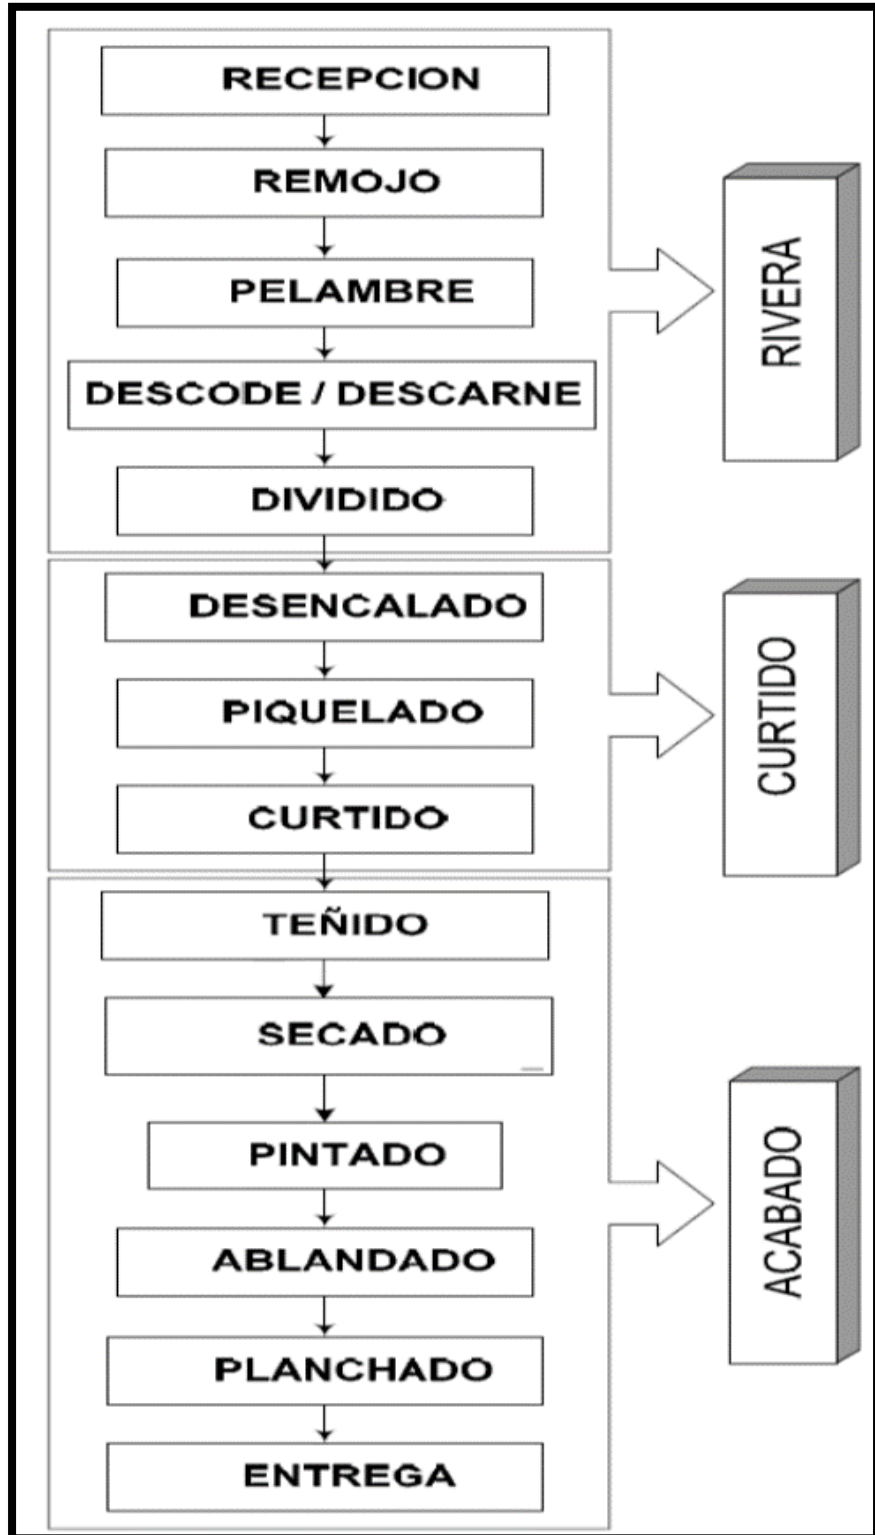 RECEPCION
REMOJO
PELAMBRE
DESCODE / DESCARNE
DIVIDIDO
RIVERA
DESENCALADO
PIQUELADO
CURTIDO
CURTIDO
TEÑIDO
SECADO
PINTADO
ABLANDADO
PLANCHADO
ENTREGA
ACABADO